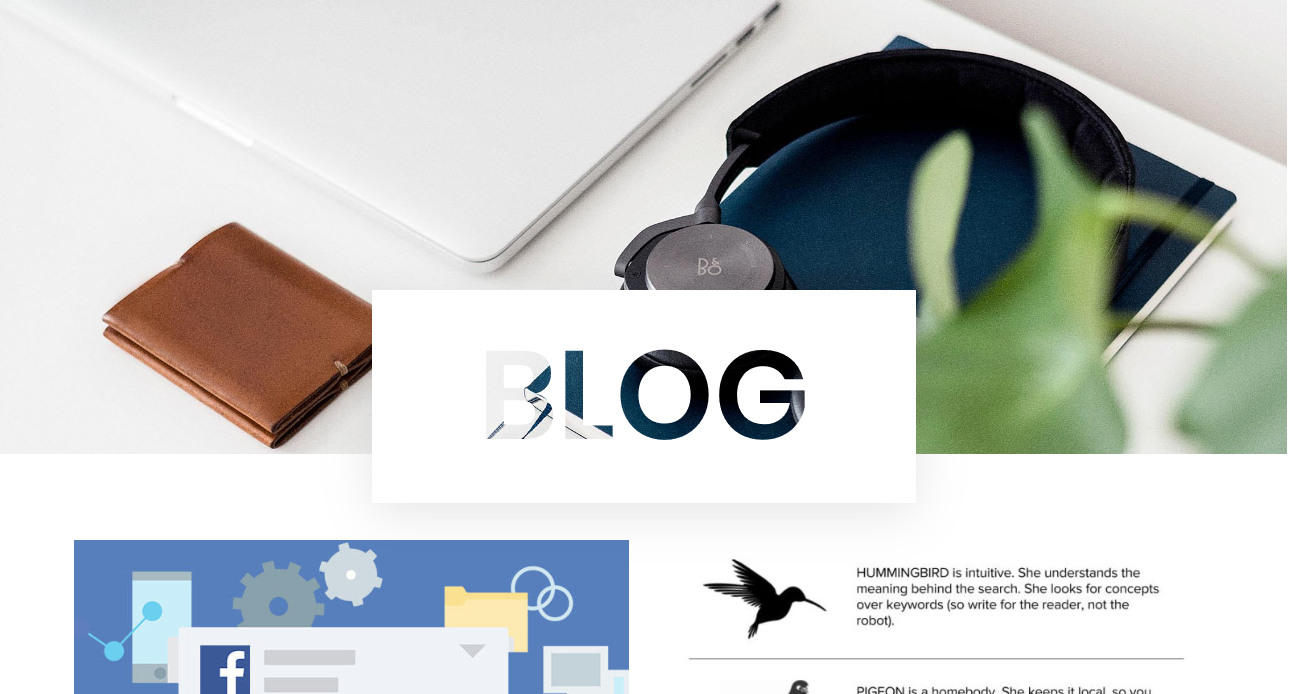 B&O
BLOG
f
HUMMINGBIRD is intuitive. She understands the
meaning behind the search. She looks for concepts
over keywords (so write for the reader, not the
robot).
PIGEON is a homebody. She keeps it local, so you